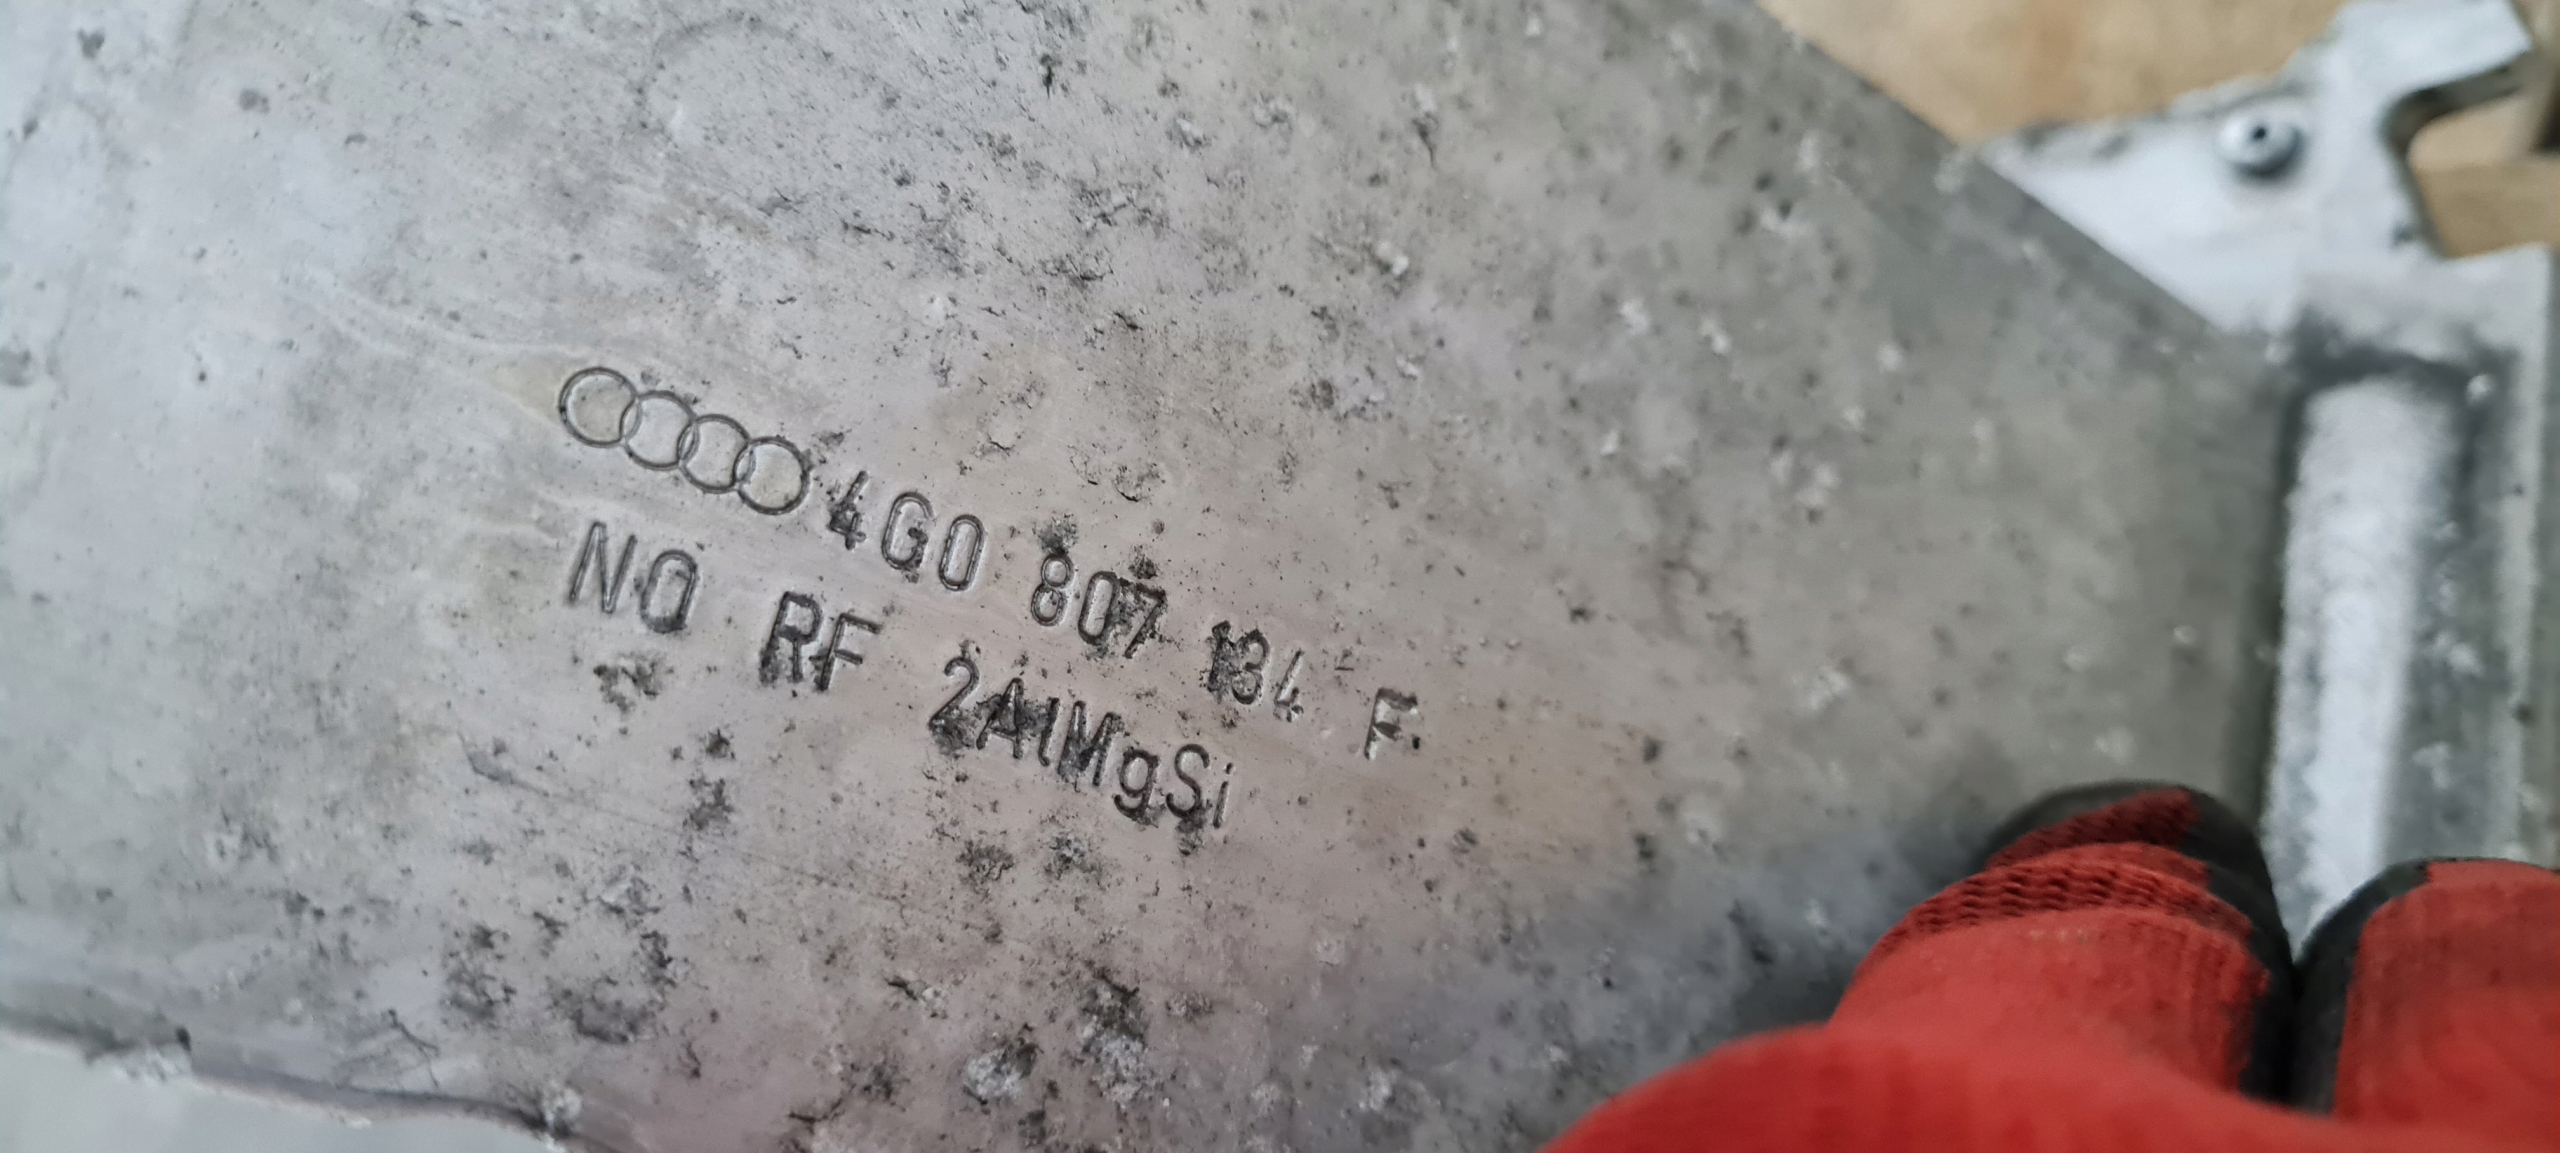 4G0 807 134 F
NO RF 2AlMgSi